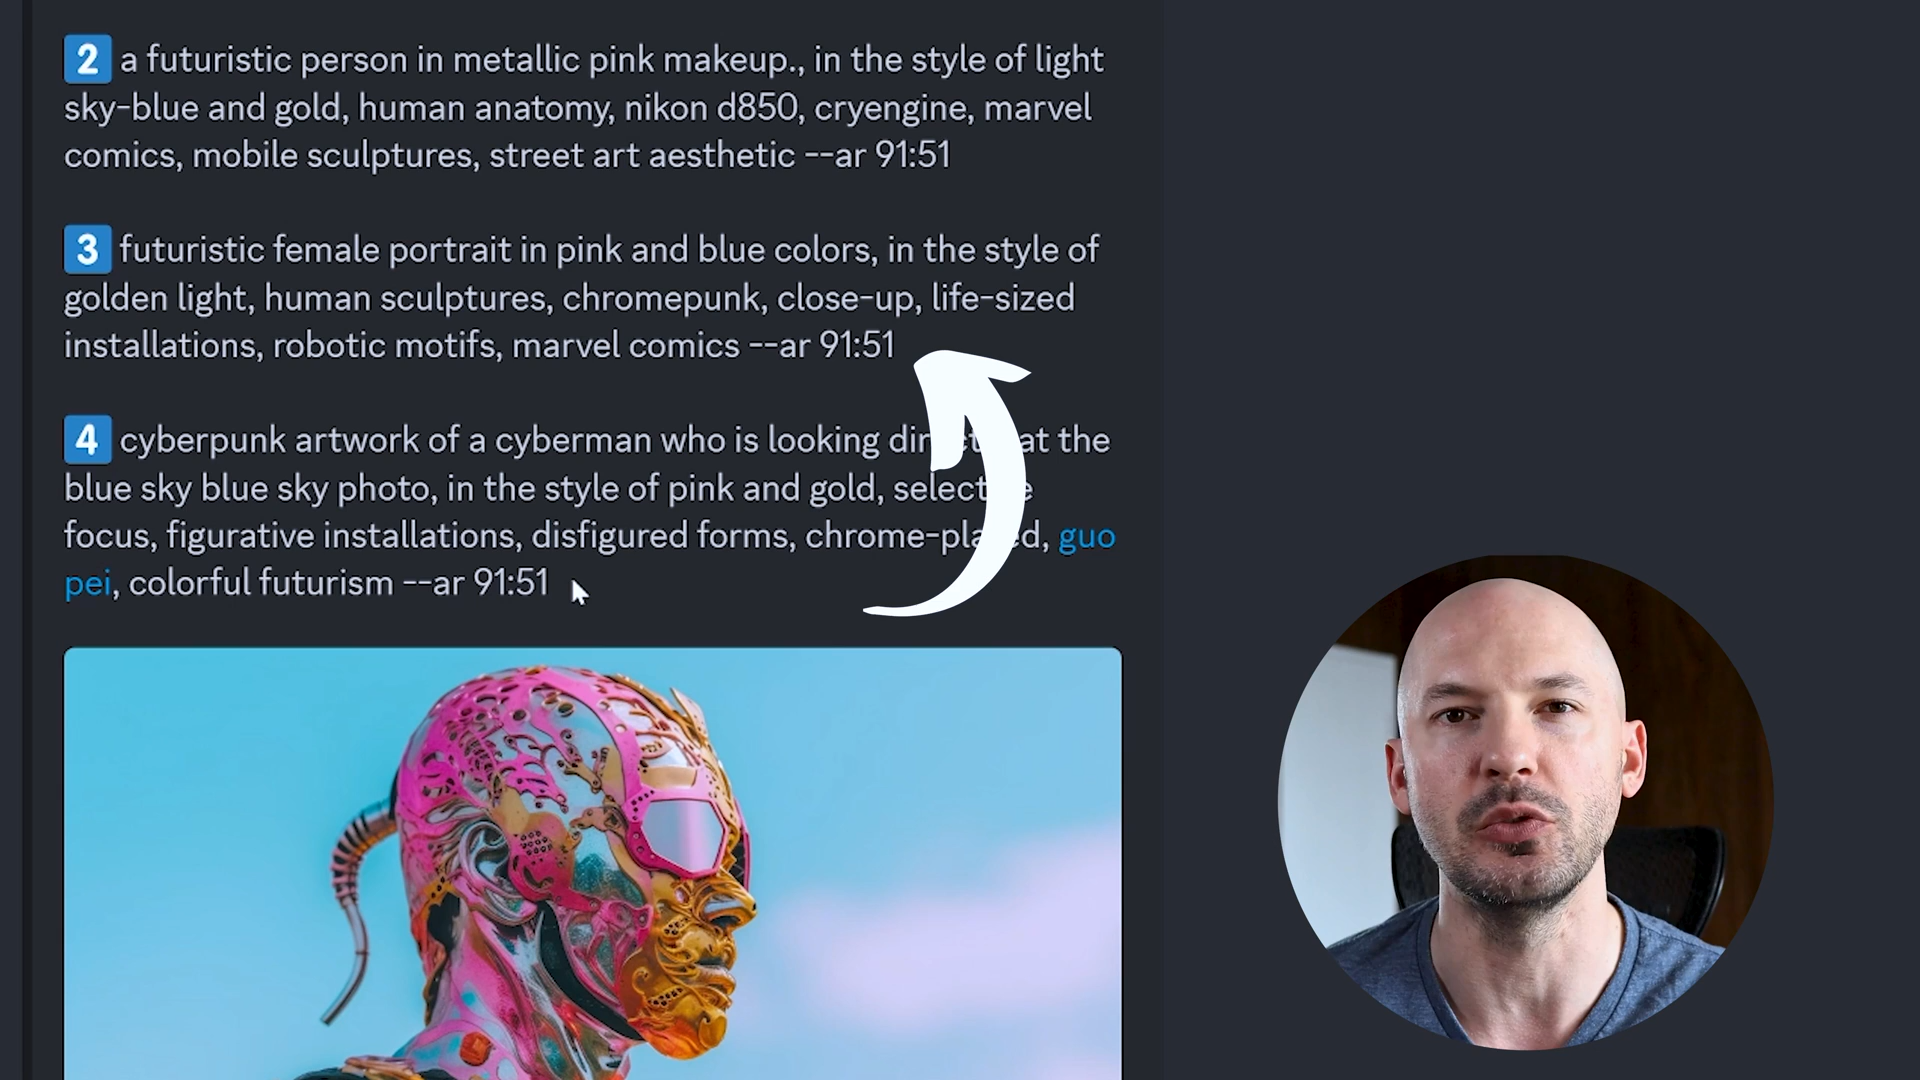 2 a futuristic person in metallic pink makeup., in the style of light
sky-blue and gold, human anatomy, nikon d850, cryengine, marvel
comics, mobile sculptures, street art aesthetic --ar 91:51
3 futuristic female portrait in pink and blue colors, in the style of
golden light, human sculptures, chromepunk, close-up, life-sized
installations, robotic motifs, marvel comics --ar 91:51
4 cyberpunk artwork of a cyberman who is looking at the
blue sky blue sky photo, in the style of pink and gold,
focus, figurative installations, disfigured forms, guo
pei, colorful futurism --ar 91:51